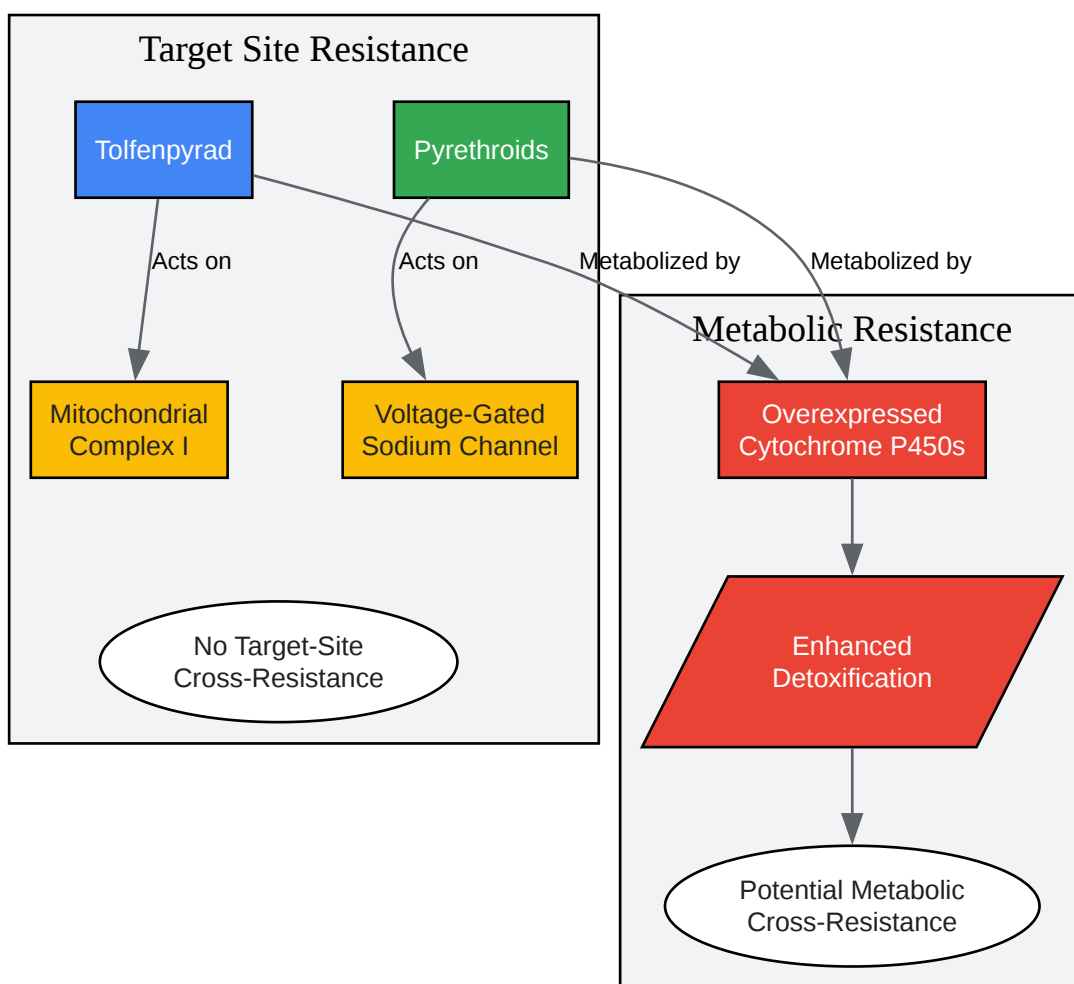 Target Site Resistance
Tolfenpyrad
Pyrethroids
Acts on
Acts on
Metabolized by
Metabolized by
Metabolic Resistance
Mitochondrial
Complex I
Voltage-Gated
Sodium Channel
Overexpressed
Cytochrome P450s
No Target-Site
Cross-Resistance
Enhanced
Detoxification
Potential Metabolic
Cross-Resistance